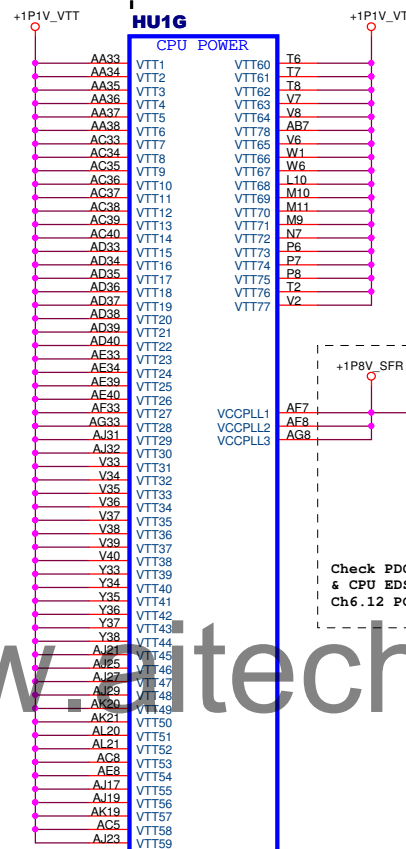 +1P1V_VTT
HU1G
+1P1V_VT
CPU POWER
AA33 VTT1 VTT60 T6
AA34 VTT2 VTT61 T7
AA35 VTT3 VTT62 T8
AA36 VTT4 VTT63 V7
AA37 VTT5 VTT64 V8
AA38 VTT6 VTT78 AB7
AC33 VTT7 VTT65 V6
AC34 VTT8 VTT66 W1
AC35 VTT9 VTT67 W6
AC36 VTT10 VTT68 L10
AC37 VTT11 VTT69 M10
AC38 VTT12 VTT70 M11
AC39 VTT13 VTT71 M9
AC40 VTT14 VTT72 N7
AD33 VTT15 VTT73 P6
AD34 VTT16 VTT74 P7
AD35 VTT17 VTT75 P8
AD36 VTT18 VTT76 T2
AD37 VTT19 VTT77 V2
AD38 VTT20
AD39 VTT21
AD40 VTT22
AE33 VTT23
AE34 VTT24
AE39 VTT25
AE40 VTT26
AF33 VTT27
AG33 VTT28
AJ31 VTT29
AJ32 VTT30
V33 VTT31
V34 VTT32
V35 VTT33
V36 VTT34
V37 VTT35
V38 VTT36
V39 VTT37
V40 VTT38
Y33 VTT39
Y34 VTT40
Y35 VTT41
Y36 VTT42
Y37 VTT43
Y38 VTT44
AJ21 VTT45
AJ25 VTT46
AJ27 VTT47
AJ29 VTT48
AK20 VTT49
AK21 VTT50
AL20 VTT51
AL21 VTT52
AC8 VTT53
AE8 VTT54
AJ17 VTT55
AJ19 VTT56
AK19 VTT57
AC5 VTT58
AJ23 VTT59
+1P8V_SFR
VCCPLL1 AF7
VCCPLL2 AF8
VCCPLL3 AG8
Check PDG
& CPU EDS
Ch6.12 PO
w.aitech